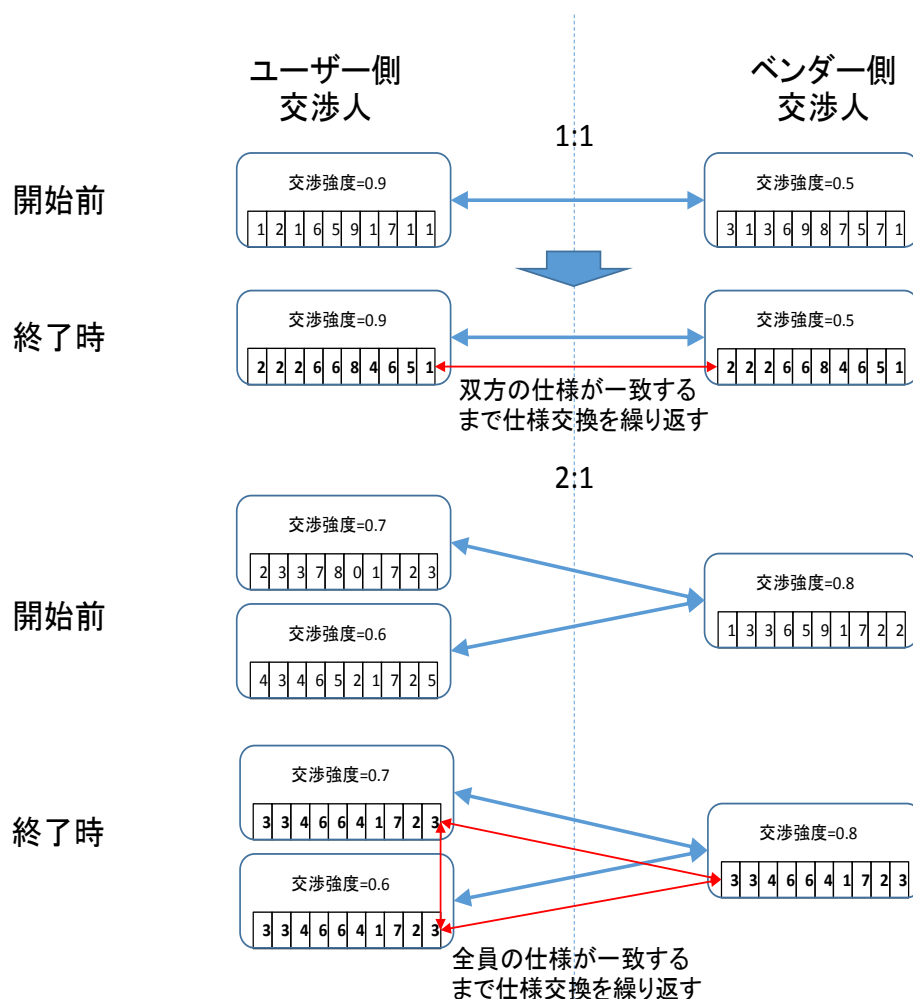 ユーザー側
交渉人
ベンダー側
交渉人
1:1
開始前
交渉強度=0.9
1 2 1 6 5 9 1 7 1 1
交渉強度=0.5
3 1 3 6 9 8 7 5 7 1
終了時
交渉強度=0.9
2 2 2 6 6 8 4 6 5 1
交渉強度=0.5
2 2 2 6 6 8 4 6 5 1
双方の仕様が一致する
まで仕様交換を繰り返す
2:1
開始前
交渉強度=0.7
2 3 3 7 8 0 1 7 2 3
交渉強度=0.6
4 3 4 6 5 2 1 7 2 5
交渉強度=0.8
1 3 3 6 5 9 1 7 2 2
終了時
交渉強度=0.7
3 3 4 6 6 4 1 7 2 3
交渉強度=0.6
3 3 4 6 6 4 1 7 2 3
交渉強度=0.8
3 3 4 6 6 4 1 7 2 3
全員の仕様が一致する
まで仕様交換を繰り返す